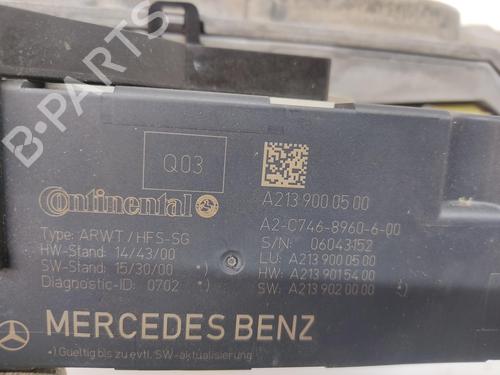 Q03
Continental
A213 900 05 00
Type: ARWT / HFS-SG
HW-Stand: 14/43/00
SW-Stand: 15/30/00 *)
Diagnostic-ID: 0702 *)
A2-C746-8960-6-00
S/N: 06043152
LU: A213 900 05 00
HW: A213 901 54 00
SW: A213 902 00 00 *)
MERCEDES BENZ
*) Gueltig bis zu evtl. SW-aktualisierung
B-PARTS